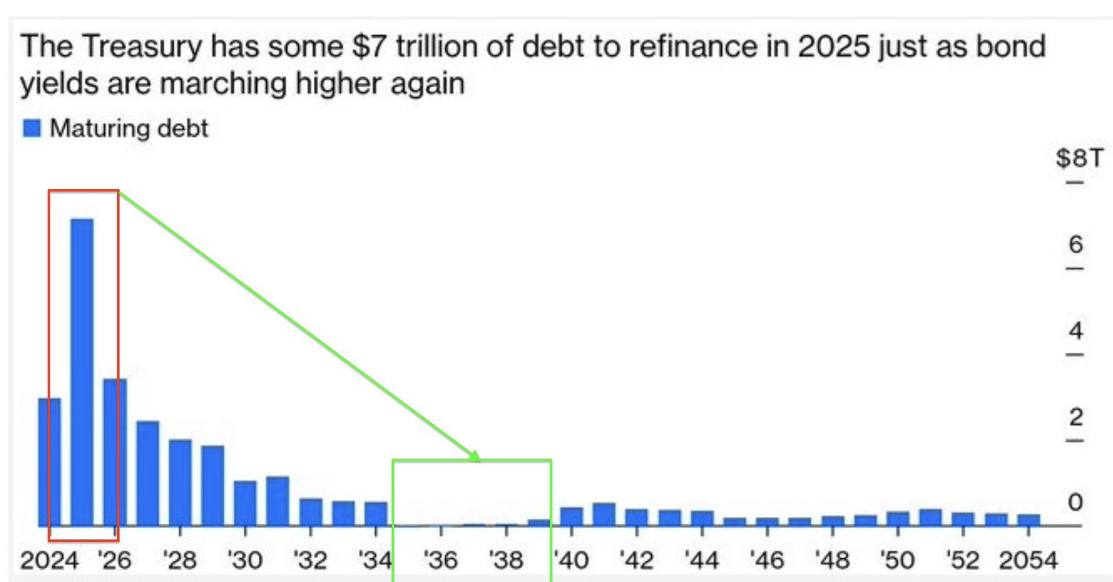 The Treasury has some $7 trillion of debt to refinance in 2025 just as bond
yields are marching higher again
Maturing debt
$8T
6
4
2
0
2024 '26 '28 '30 '32 '34 '36 '38 '40 '42 '44 '46 '48 '50 '52 2054